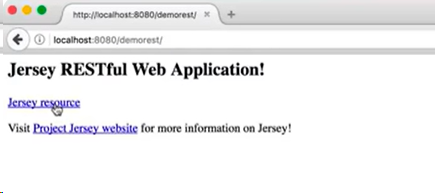 http://localhost:8080/demorest/
localhost:8080/demorest/
Jersey RESTful Web Application!
Jersey resource
Visit Project Jersey website for more information on Jersey!